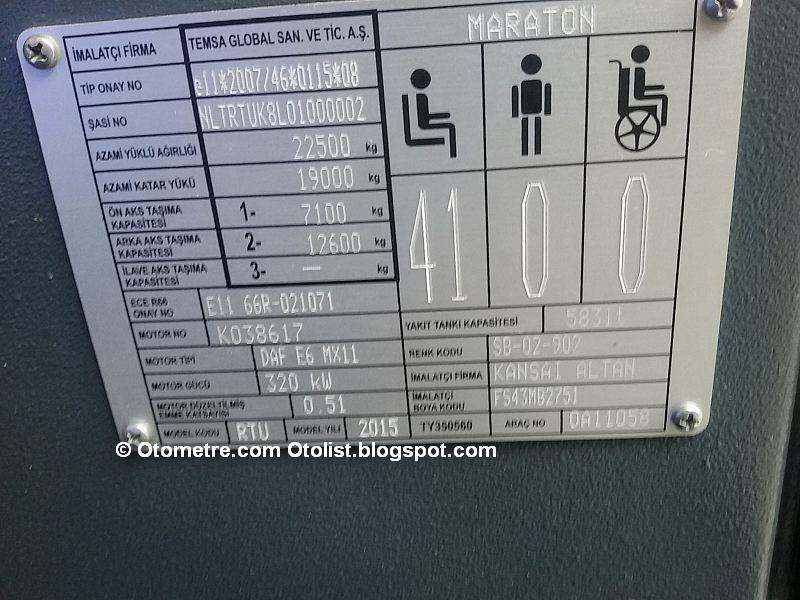 İMALATÇI FİRMA TEMSA GLOBAL SAN. VE TİC. A.Ş.
TİP ONAY NO e11*2007/46*0115*08
ŞASİ NO NLTRTUK8L01000002
AZAMİ YÜKLÜ AĞIRLIĞI 22500 kg
AZAMİ KATAR YÜKÜ 19000 kg
ÖN AKS TAŞIMA KAPASİTESİ 1- 7100 kg
ARKA AKS TAŞIMA KAPASİTESİ 2- 12600 kg
İLAVE AKS TAŞIMA KAPASİTESİ 3- — kg
ECE R66 ONAY NO E11 66R-021071
MOTOR NO K038617
MOTOR TİPİ DAF E6 MX11
MOTOR GÜCÜ 320 kW
MOTOR DÜZELTİLMİŞ EMME KATSAYISI 0.51
MODEL KODU RTU MODEL YILI 2015
MARATON
41 0 0
YAKIT TANKI KAPASİTESİ 583lt
RENK KODU SB-02-902
İMALATÇI FİRMA KANSAI ALTAN
İMALATÇI BOYA KODU FS43MB2751
TY350560 ARAÇ NO 0A11058
© Otometre.com Otolist.blogspot.com